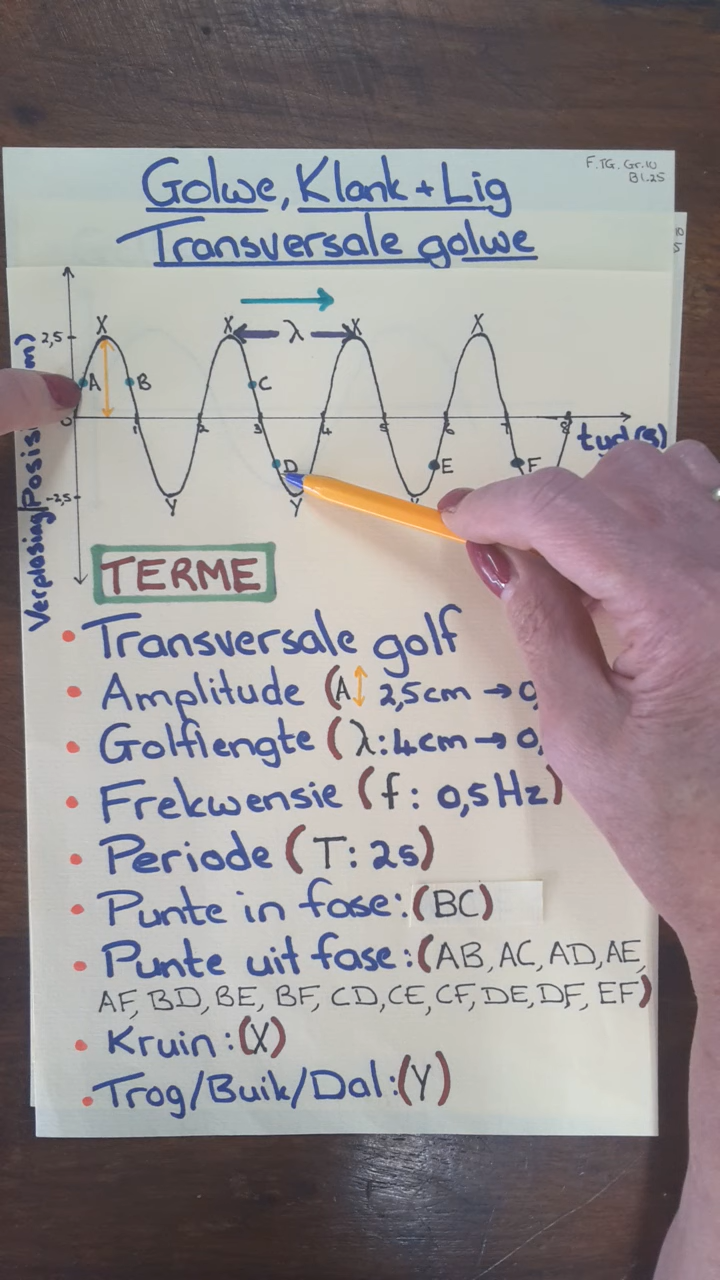 F.TG. Gr.10
Bl.25
Golwe, Klank + Lig
Transversale golwe
10
5
X X λ X X
2,5
A B C
0 1 2 3 4 5 6 7 8
tyd(s)
D E F
-2,5
Y Y Y
Verplasing/Posisi m)
TERME
• Transversale golf
• Amplitude (A↕ 2,5cm → 0,
• Golflengte (λ:4cm → 0,
• Frekwensie (f: 0,5Hz)
• Periode (T: 2s)
• Punte in fase:(BC)
• Punte uit fase:(AB, AC, AD, AE,
AF, BD, BE, BF, CD, CE, CF, DE, DF, EF)
• Kruin:(X)
• Trog/Buik/Dal:(Y)